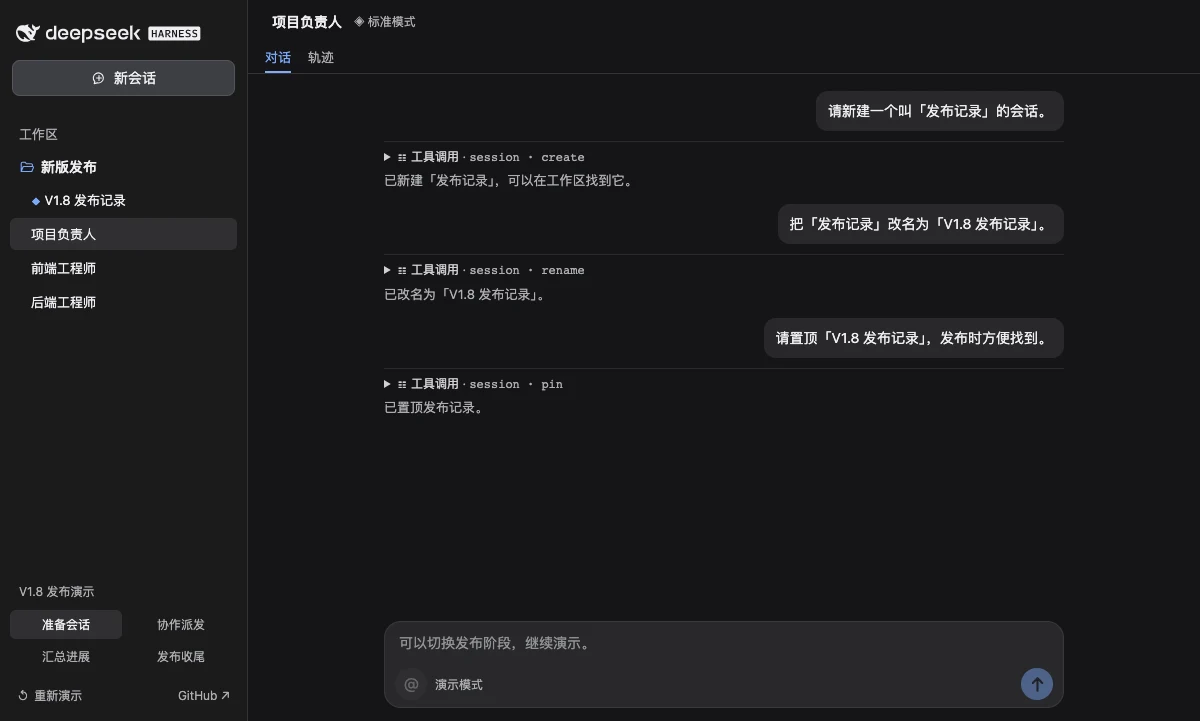 deepseek HARNESS
新会话
工作区
新版发布
V1.8 发布记录
项目负责人
前端工程师
后端工程师
V1.8 发布演示
准备会话 协作派发
汇总进展 发布收尾
重新演示 GitHub ↗
项目负责人 标准模式
对话 轨迹
请新建一个叫「发布记录」的会话。
工具调用 · session · create
已新建「发布记录」，可以在工作区找到它。
把「发布记录」改名为「V1.8 发布记录」。
工具调用 · session · rename
已改名为「V1.8 发布记录」。
请置顶「V1.8 发布记录」，发布时方便找到。
工具调用 · session · pin
已置顶发布记录。
可以切换发布阶段，继续演示。
@ 演示模式